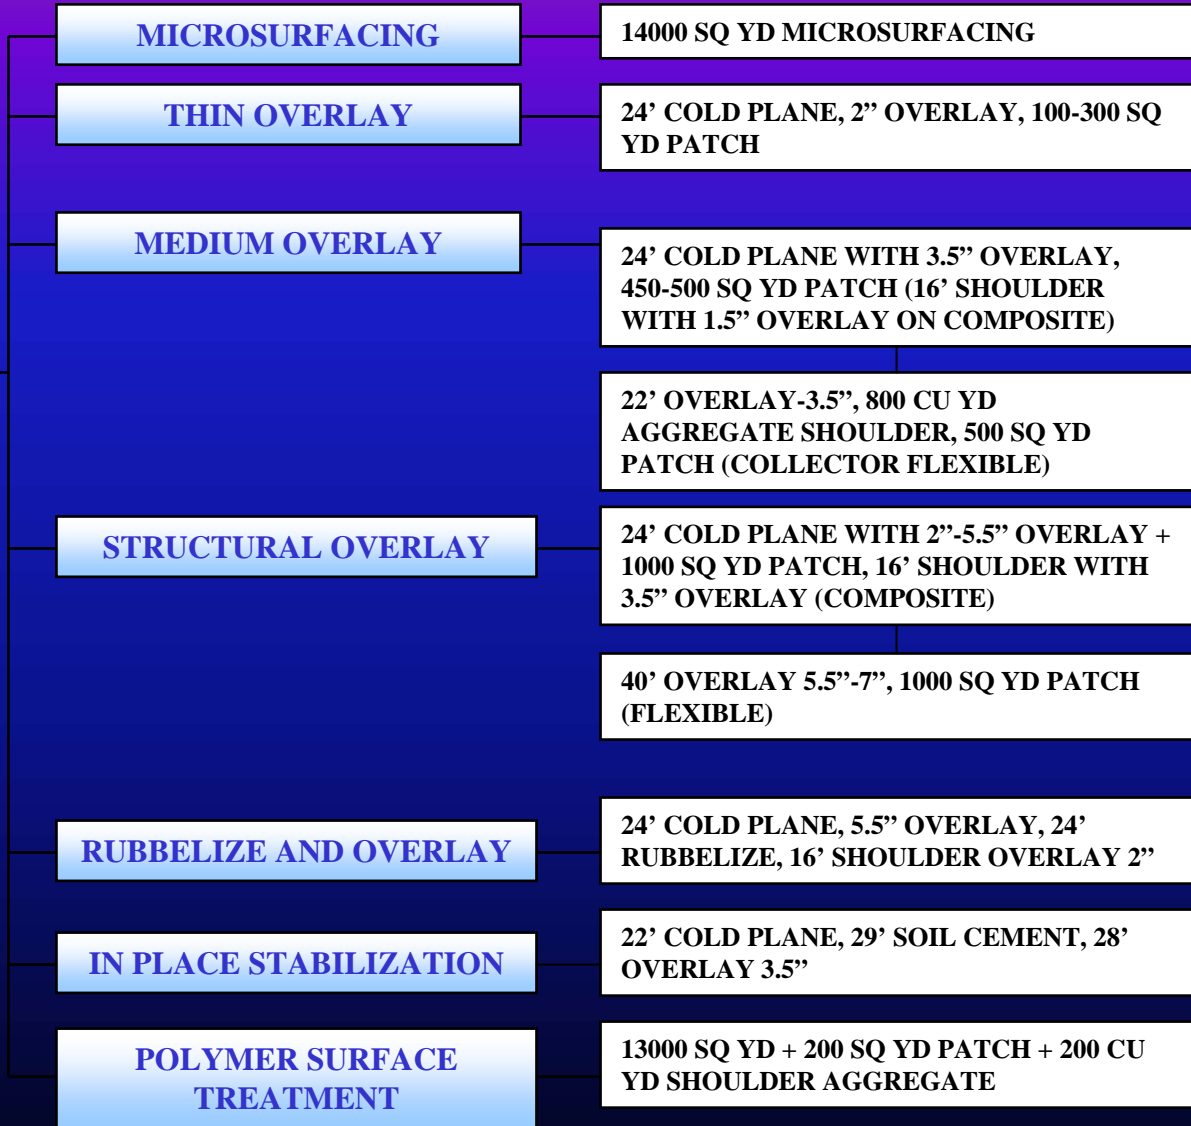 MICROSURFACING
14000 SQ YD MICROSURFACING
THIN OVERLAY
24’ COLD PLANE, 2” OVERLAY, 100-300 SQ
YD PATCH
MEDIUM OVERLAY
24’ COLD PLANE WITH 3.5” OVERLAY,
450-500 SQ YD PATCH (16’ SHOULDER
WITH 1.5” OVERLAY ON COMPOSITE)
22’ OVERLAY-3.5”, 800 CU YD
AGGREGATE SHOULDER, 500 SQ YD
PATCH (COLLECTOR FLEXIBLE)
STRUCTURAL OVERLAY
24’ COLD PLANE WITH 2”-5.5” OVERLAY +
1000 SQ YD PATCH, 16’ SHOULDER WITH
3.5” OVERLAY (COMPOSITE)
40’ OVERLAY 5.5”-7”, 1000 SQ YD PATCH
(FLEXIBLE)
RUBBELIZE AND OVERLAY
24’ COLD PLANE, 5.5” OVERLAY, 24’
RUBBELIZE, 16’ SHOULDER OVERLAY 2”
IN PLACE STABILIZATION
22’ COLD PLANE, 29’ SOIL CEMENT, 28’
OVERLAY 3.5”
POLYMER SURFACE
TREATMENT
13000 SQ YD + 200 SQ YD PATCH + 200 CU
YD SHOULDER AGGREGATE